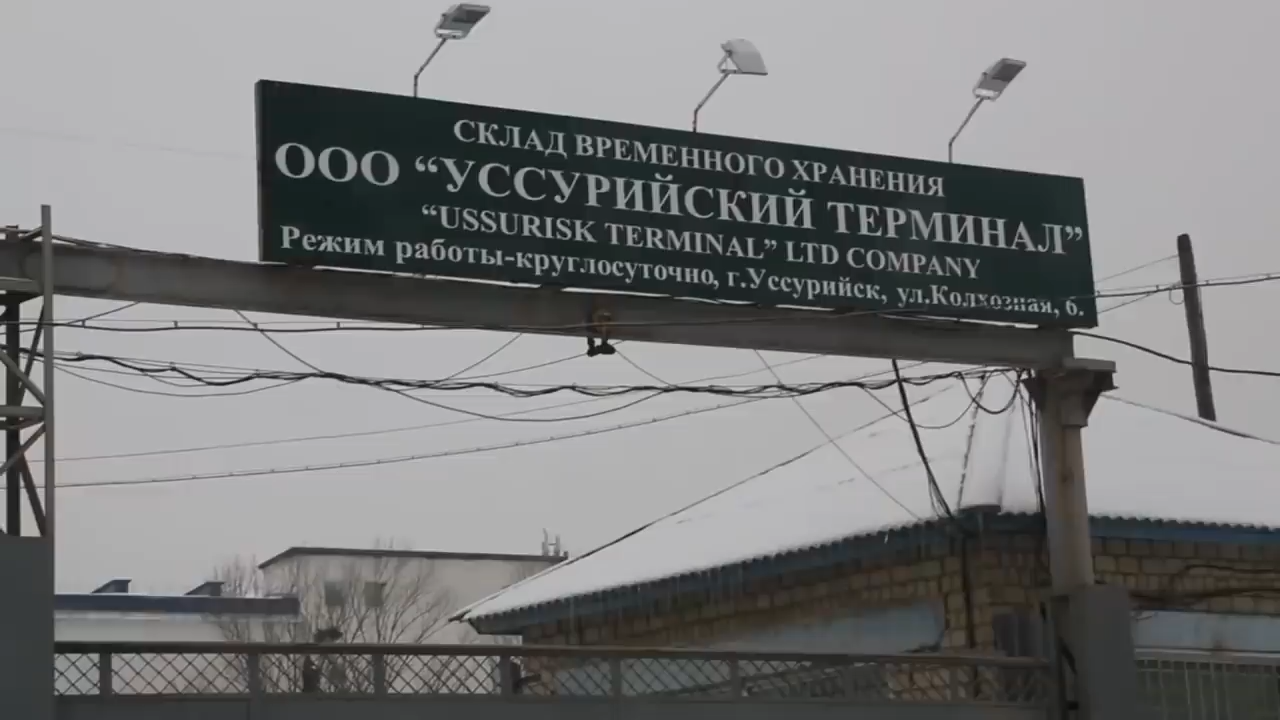 СКЛАД ВРЕМЕННОГО ХРАНЕНИЯ
ООО “УССУРИЙСКИЙ ТЕРМИНАЛ”
“USSURISK TERMINAL” LTD COMPANY
Режим работы-круглосуточно, г.Уссурийск, ул.Колхозная, 6.